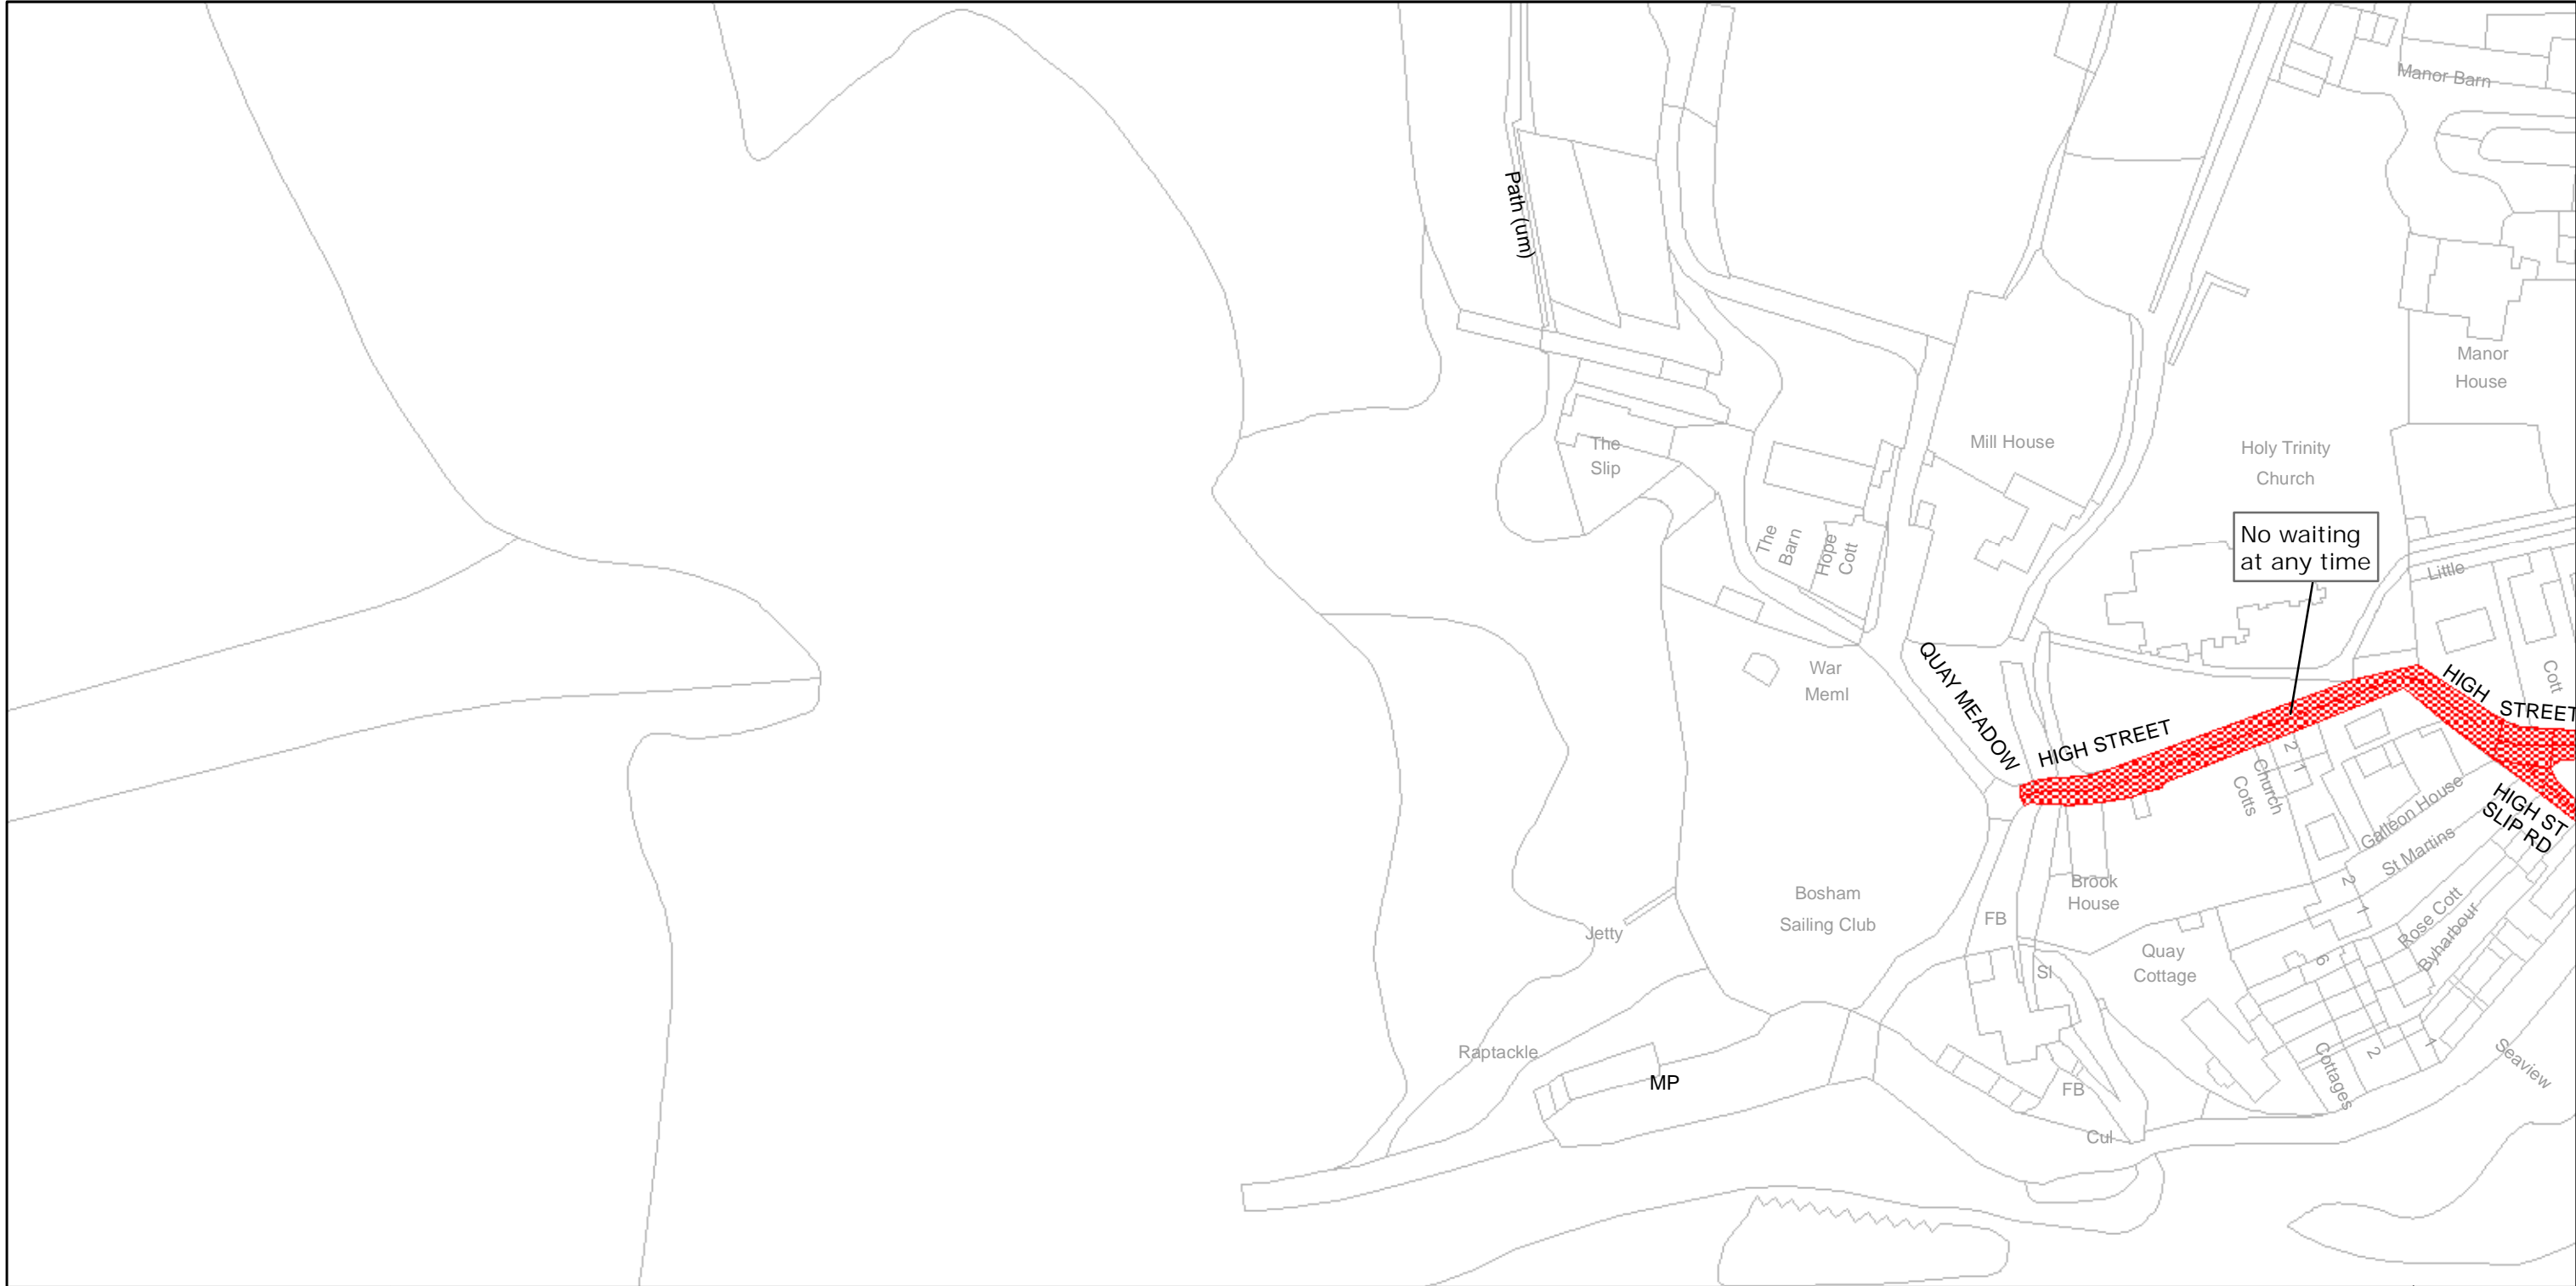 Manor Barn
Path (um)
Manor
House
Mill House
Holy Trinity
Church
The
Slip
No waiting
at any time
The
Barn
Hope
Cott
Little
Cott
War
Meml
QUAY MEADOW
HIGH STREET
HIGH
STREET
2
1
Church
Cotts
Galleon House
HIGH ST
SLIP RD
St Martins
2
1
Brook
House
Bosham
Sailing Club
FB
Jetty
Rose Cott
Byharbour
Quay
Cottage
Sl
6
Raptackle
MP
Cottages
2
1
Seaview
FB
Cul